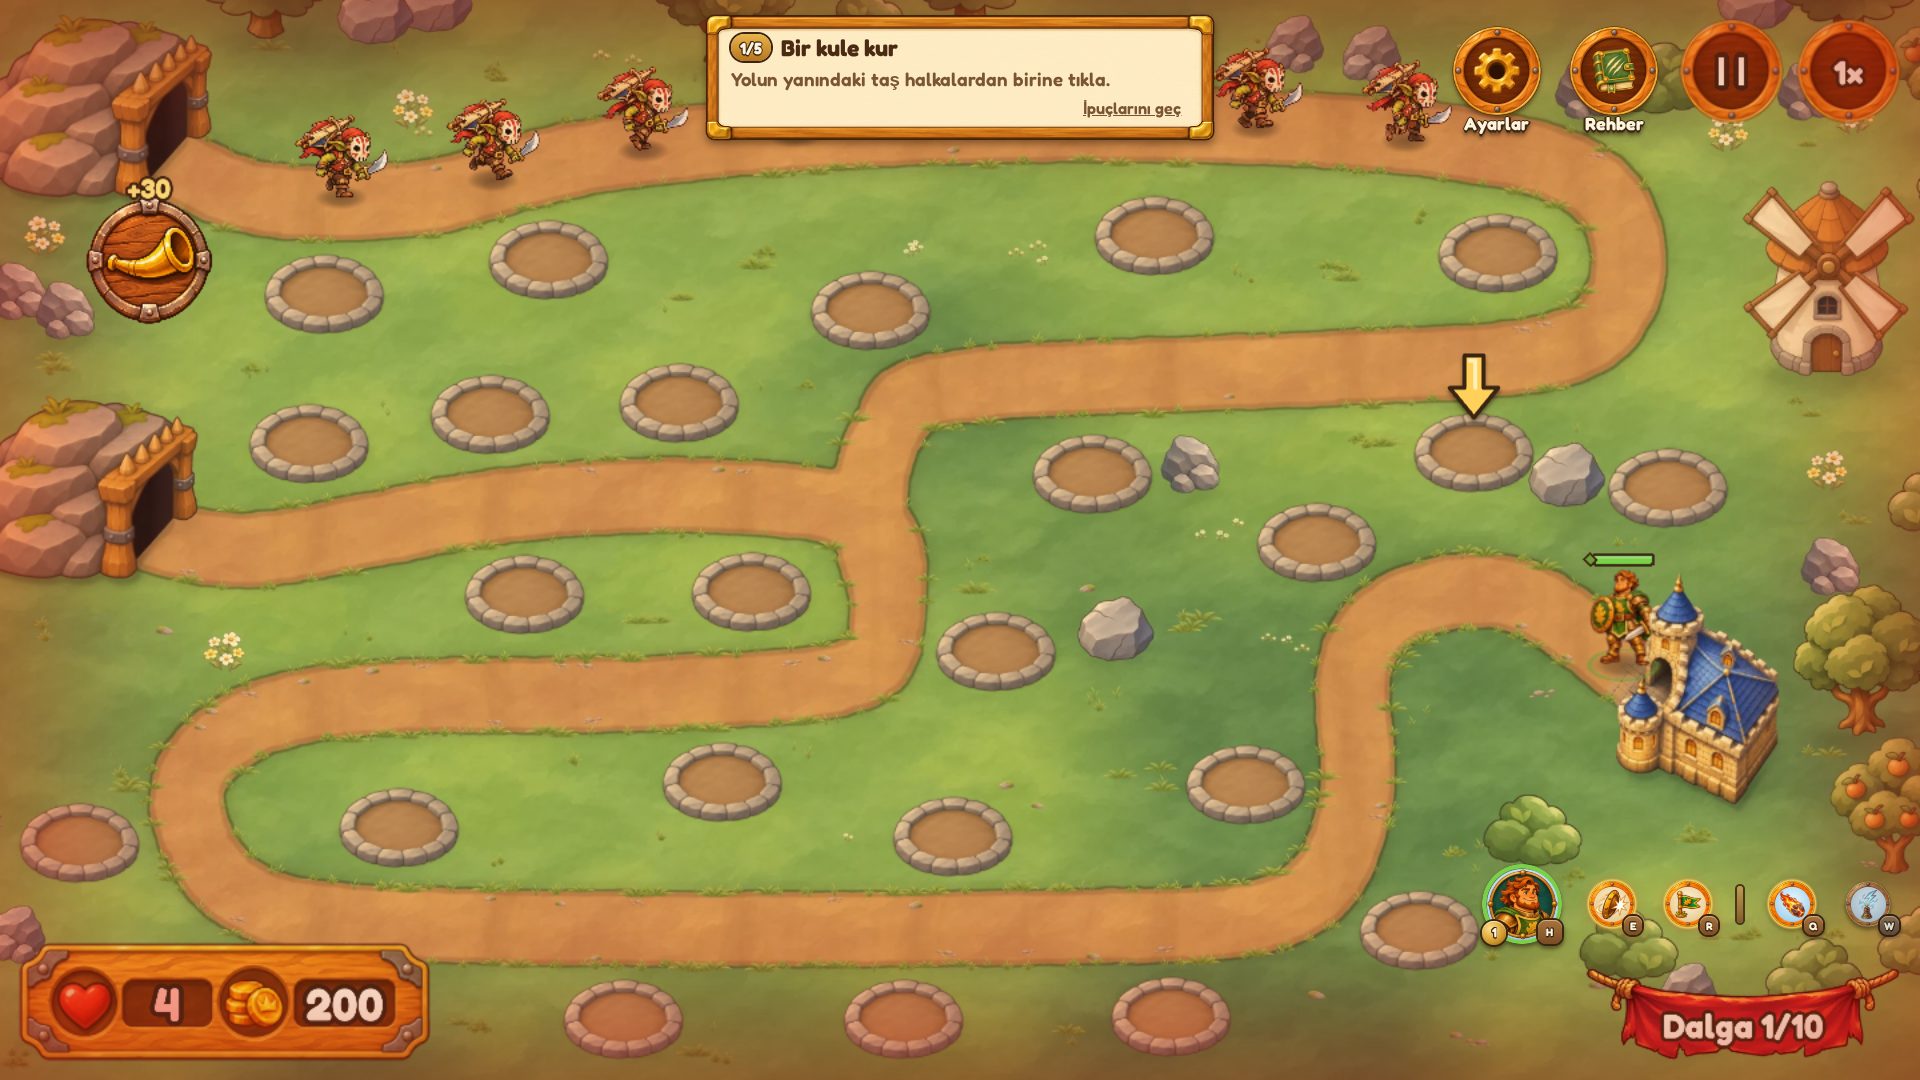 1/5 Bir kule kur
Yolun yanındaki taş halkalardan birine tıkla.
İpuçlarını geç
Ayarlar
Rehber
1x
+30
1
H
E
R
Q
W
4
200
Dalga 1/10